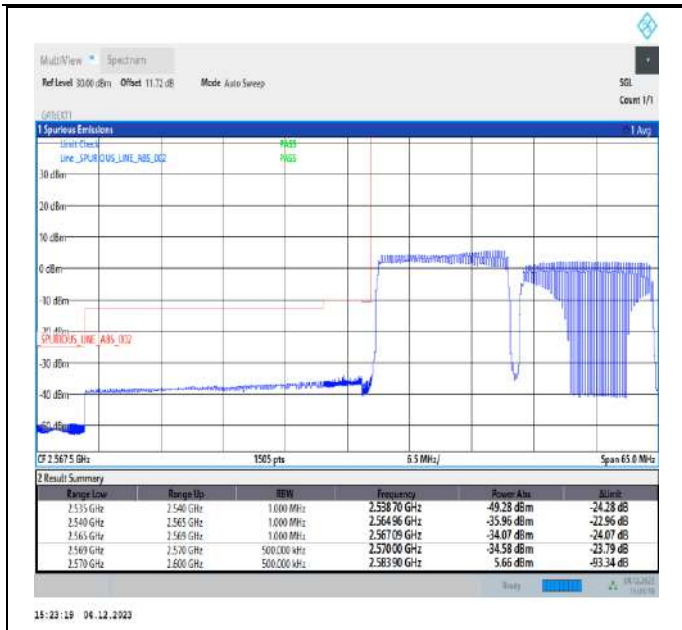 MultiView Spectrum
Ref Level 30.00 dBm Offset 11.72 dB Mode Auto Sweep SGL
Count 1/1
1 Spurious Emissions 1 Avg
Limit Check PASS
Line _SPURIOUS_LINE_ABS_002 PASS
30 dBm
20 dBm
10 dBm
0 dBm
-10 dBm
-20 dBm
_SPURIOUS_LINE_ABS_002
-30 dBm
-40 dBm
-50 dBm
CF 2.5675 GHz 1505 pts 6.5 MHz/ Span 65.0 MHz
2 Result Summary
Range Low Range Up RBW Frequency Power Abs ΔLimit
2.535 GHz 2.540 GHz 1.000 MHz 2.53870 GHz -49.28 dBm -24.28 dB
2.540 GHz 2.565 GHz 1.000 MHz 2.56496 GHz -35.96 dBm -22.96 dB
2.565 GHz 2.569 GHz 1.000 MHz 2.56709 GHz -34.07 dBm -24.07 dB
2.569 GHz 2.570 GHz 500.000 kHz 2.57000 GHz -34.58 dBm -23.79 dB
2.570 GHz 2.600 GHz 500.000 kHz 2.58390 GHz 5.66 dBm -93.34 dB
Ready 04.12.2023
15:23:19 04.12.2023